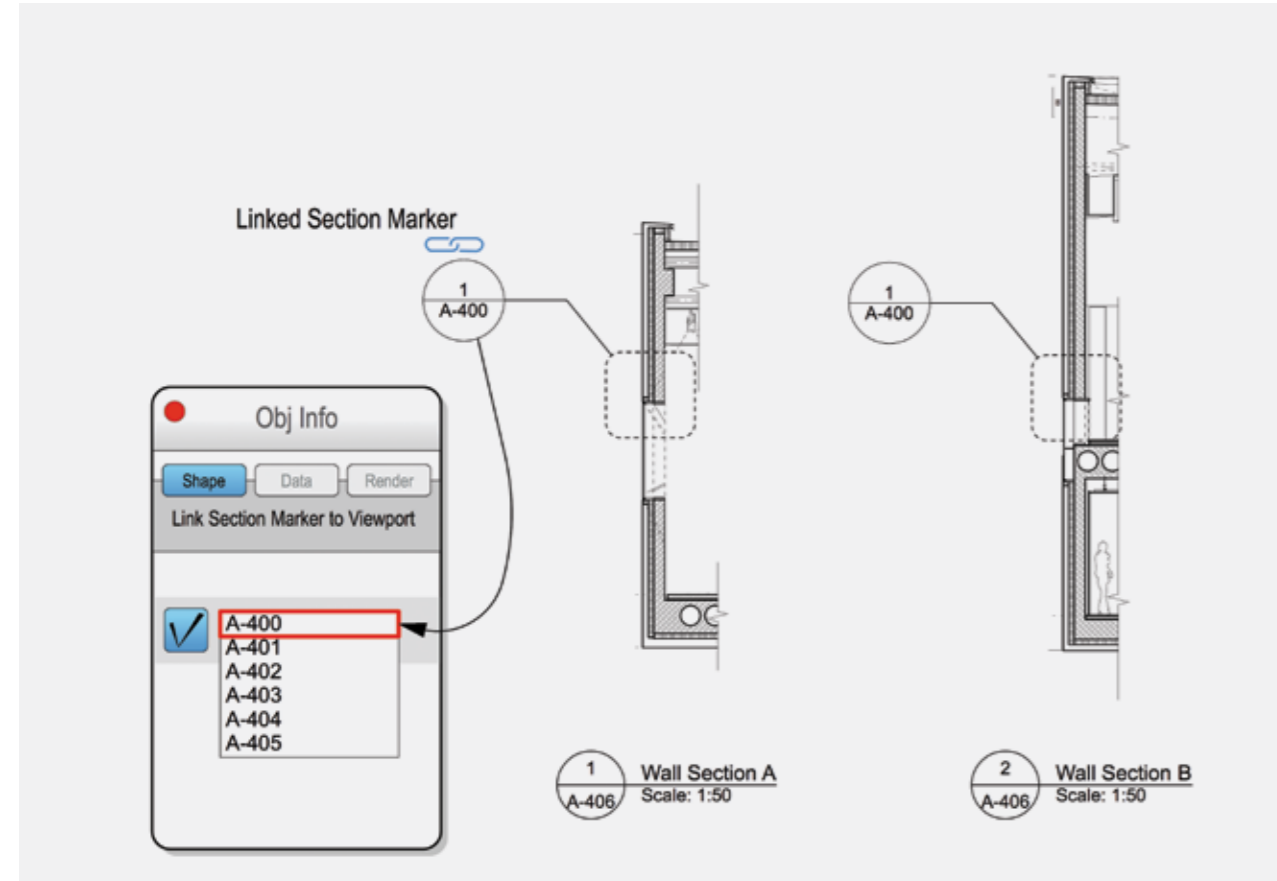 Linked Section Marker
1
A-400
1
A-400
Obj Info
Shape Data Render
Link Section Marker to Viewport
A-400
A-401
A-402
A-403
A-404
A-405
1
A-406
Wall Section A
Scale: 1:50
2
A-406
Wall Section B
Scale: 1:50